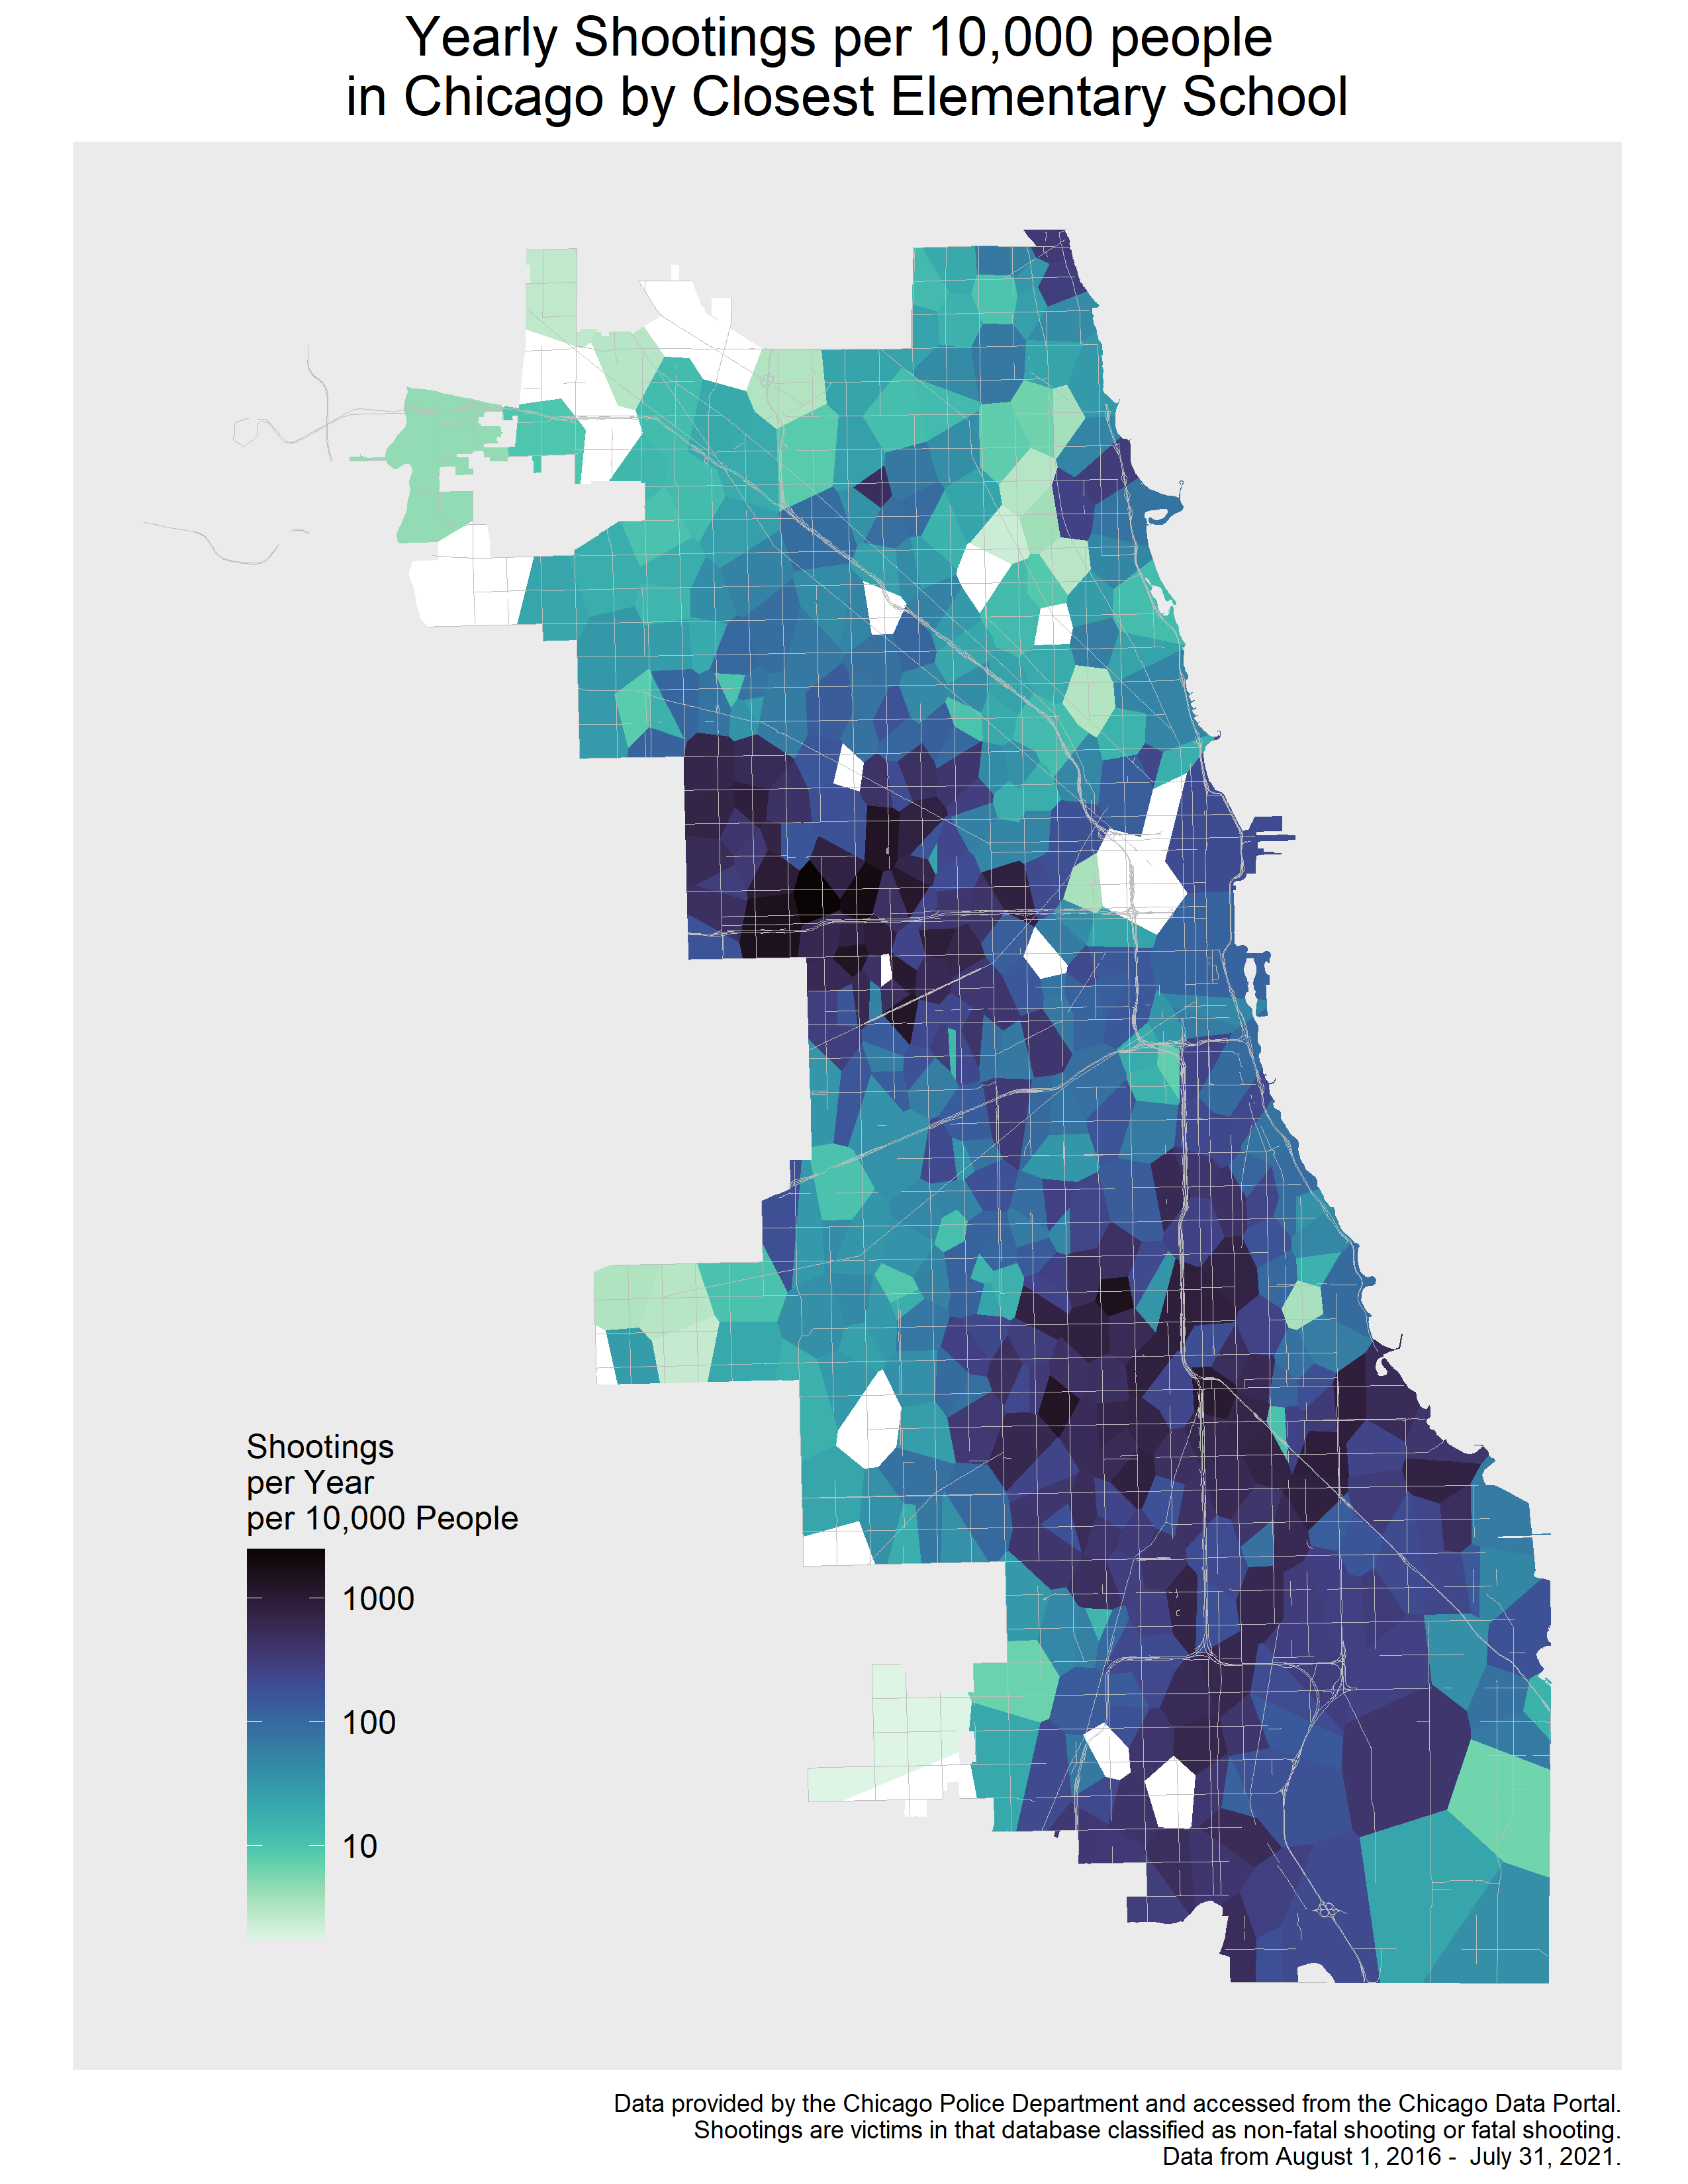 Yearly Shootings per 10,000 people
in Chicago by Closest Elementary School
Shootings
per Year
per 10,000 People
1000
100
10
Data provided by the Chicago Police Department and accessed from the Chicago Data Portal.
Shootings are victims in that database classified as non-fatal shooting or fatal shooting.
Data from August 1, 2016 - July 31, 2021.